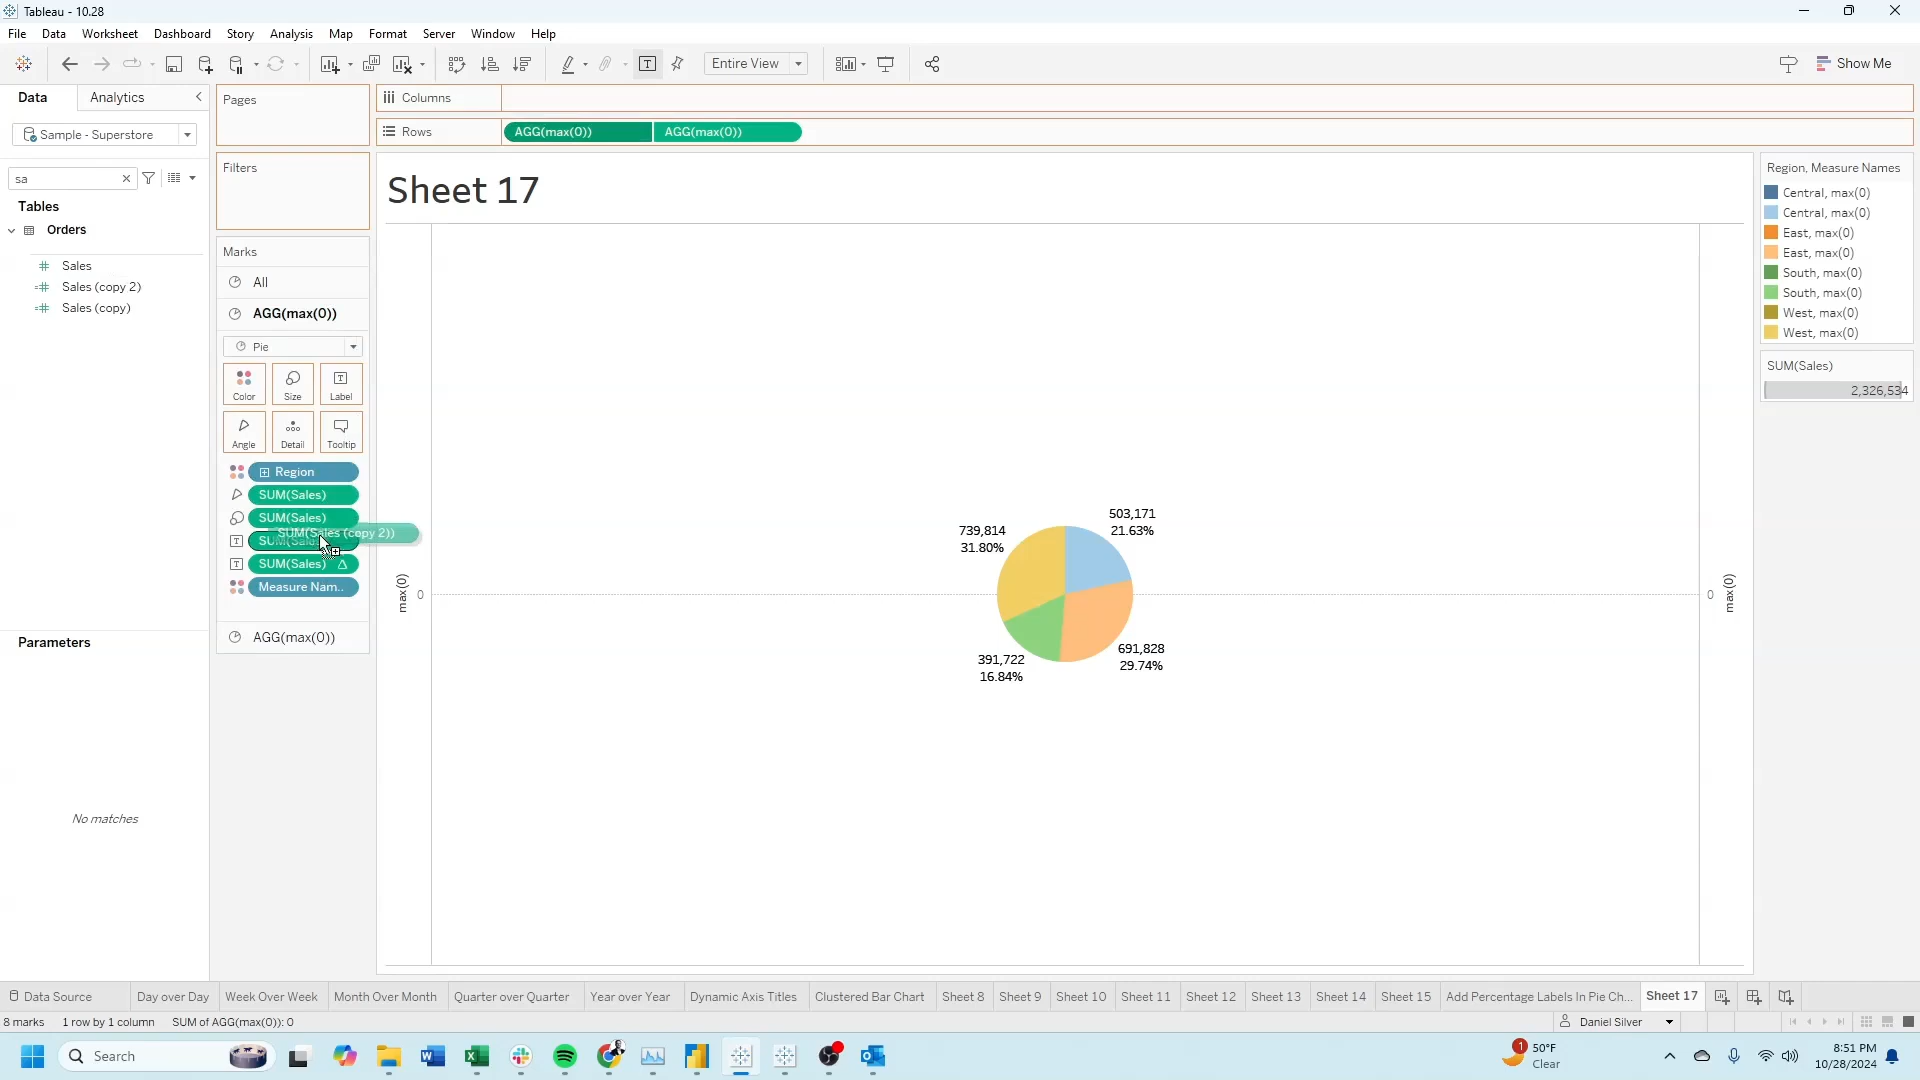 Tableau - 10.28
File Data Worksheet Dashboard Story Analysis Map Format Server Window Help
Entire View
Show Me
Data Analytics
Pages
Columns
Sample - Superstore
Rows AGG(max(0)) AGG(max(0))
sa
Tables
Orders
Sales
Sales (copy 2)
Sales (copy)
Parameters
No matches
Filters
Marks
All
AGG(max(0))
Pie
Color Size Label
Angle Detail Tooltip
Region
SUM(Sales)
SUM(Sales)
SUM(Sales (copy 2))
SUM(Sales)
Measure Nam..
AGG(max(0))
Sheet 17
max(0)
0
739,814
31.80%
503,171
21.63%
391,722
16.84%
691,828
29.74%
0
max(0)
Region, Measure Names
Central, max(0)
Central, max(0)
East, max(0)
East, max(0)
South, max(0)
South, max(0)
West, max(0)
West, max(0)
SUM(Sales)
2,326,534
Data Source Day over Day Week Over Week Month Over Month Quarter over Quarter Year over Year Dynamic Axis Titles Clustered Bar Chart Sheet 8 Sheet 9 Sheet 10 Sheet 11 Sheet 12 Sheet 13 Sheet 14 Sheet 15 Add Percentage Labels In Pie Ch... Sheet 17
8 marks 1 row by 1 column SUM of AGG(max(0)): 0
Daniel Silver
Search
1
50°F
Clear
8:51 PM
10/28/2024